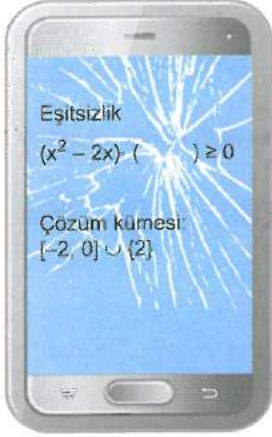 Eşitsizlik
(x² – 2x) · (      ) ≥ 0
Çözüm kümesi:
[–2, 0] ∪ {2}